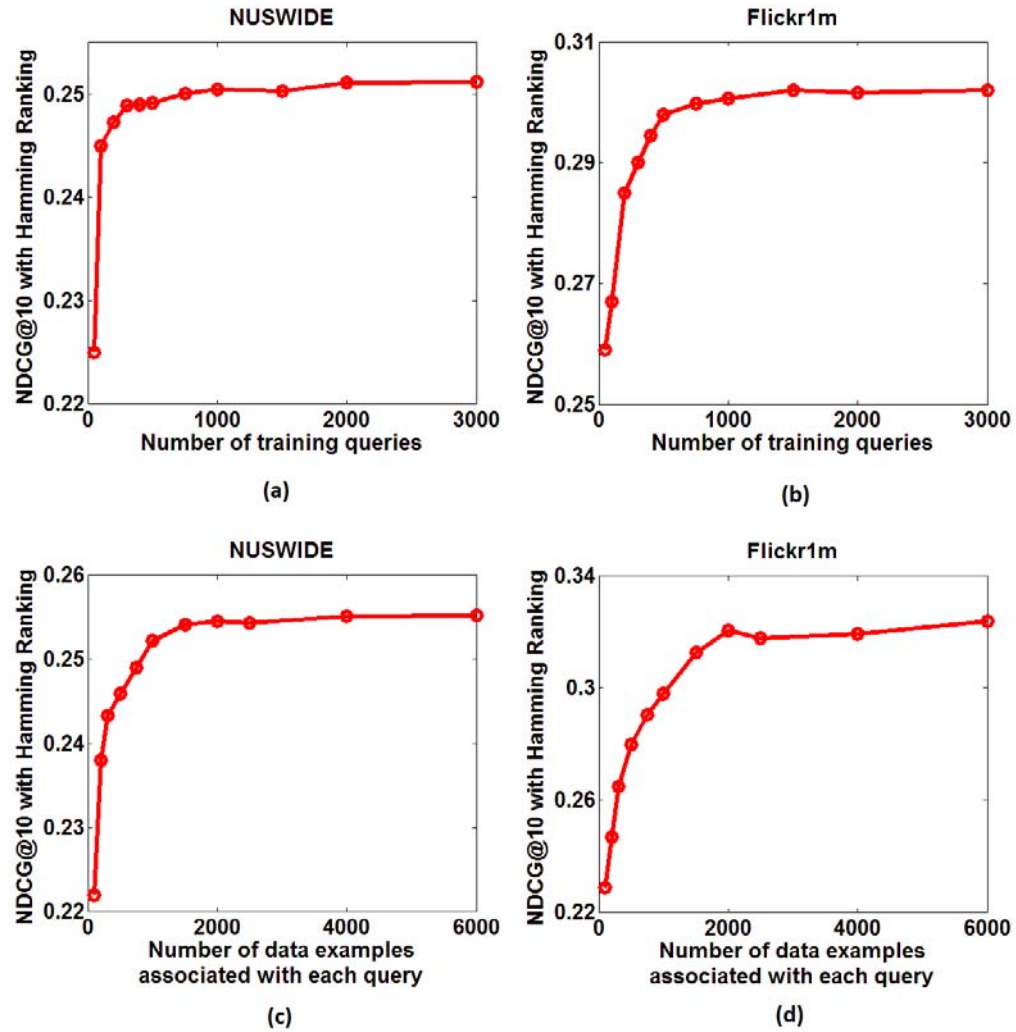 NUSWIDE
NDCG@10 with Hamming Ranking
0.25
0.24
0.23
0.22
0
1000
2000
3000
Number of training queries
(a)
Flickr1m
NDCG@10 with Hamming Ranking
0.31
0.29
0.27
0.25
0
1000
2000
3000
Number of training queries
(b)
NUSWIDE
NDCG@10 with Hamming Ranking
0.26
0.25
0.24
0.23
0.22
0
2000
4000
6000
Number of data examples
associated with each query
(c)
Flickr1m
NDCG@10 with Hamming Ranking
0.34
0.3
0.26
0.22
0
2000
4000
6000
Number of data examples
associated with each query
(d)